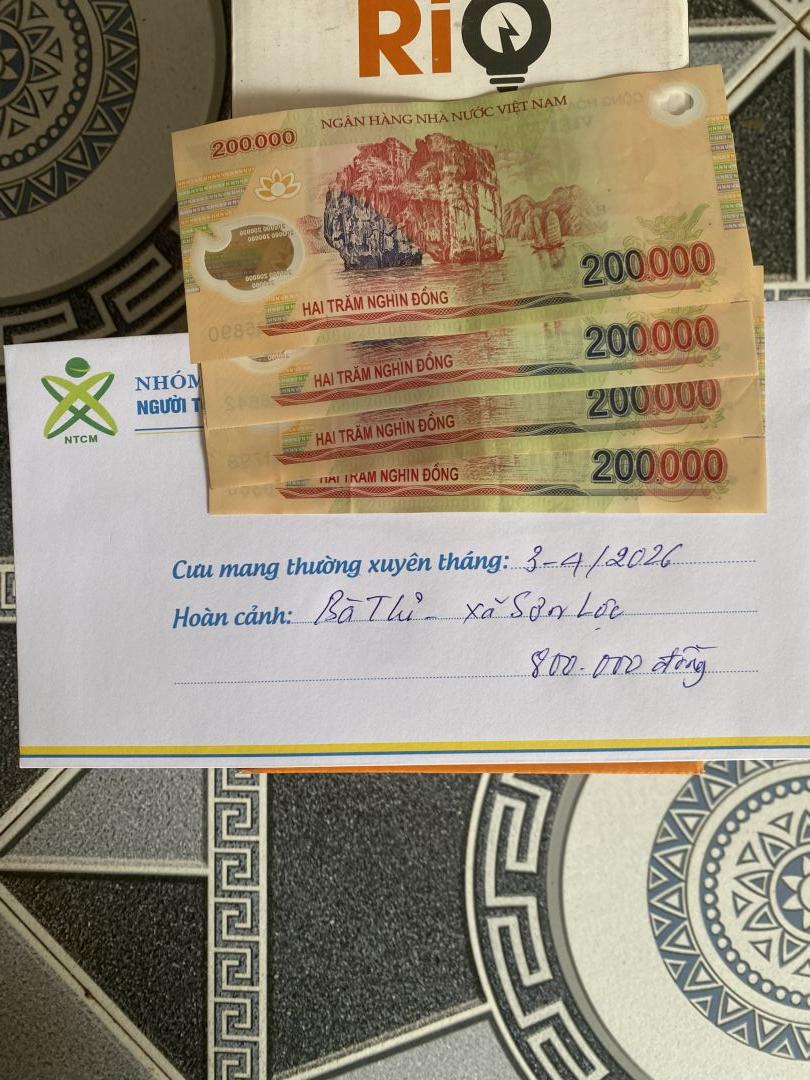 RiO
NGÂN HÀNG NHÀ NƯỚC VIỆT NAM
200.000
200.000
HAI TRĂM NGHÌN ĐỒNG
200.000
HAI TRĂM NGHÌN ĐỒNG
200.000
HAI TRĂM NGHÌN ĐỒNG
200.000
HAI TRĂM NGHÌN ĐỒNG
NHÓM
NGƯỜI T
NTCM
Cưu mang thường xuyên tháng: 3-4/2026
Hoàn cảnh: Bà Thỉ - xã Sơn Lộc
800.000 đồng